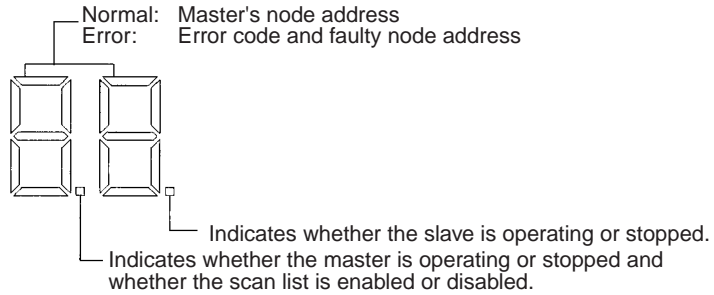 Normal: Master's node address
Error: Error code and faulty node address
Indicates whether the slave is operating or stopped.
Indicates whether the master is operating or stopped and
whether the scan list is enabled or disabled.